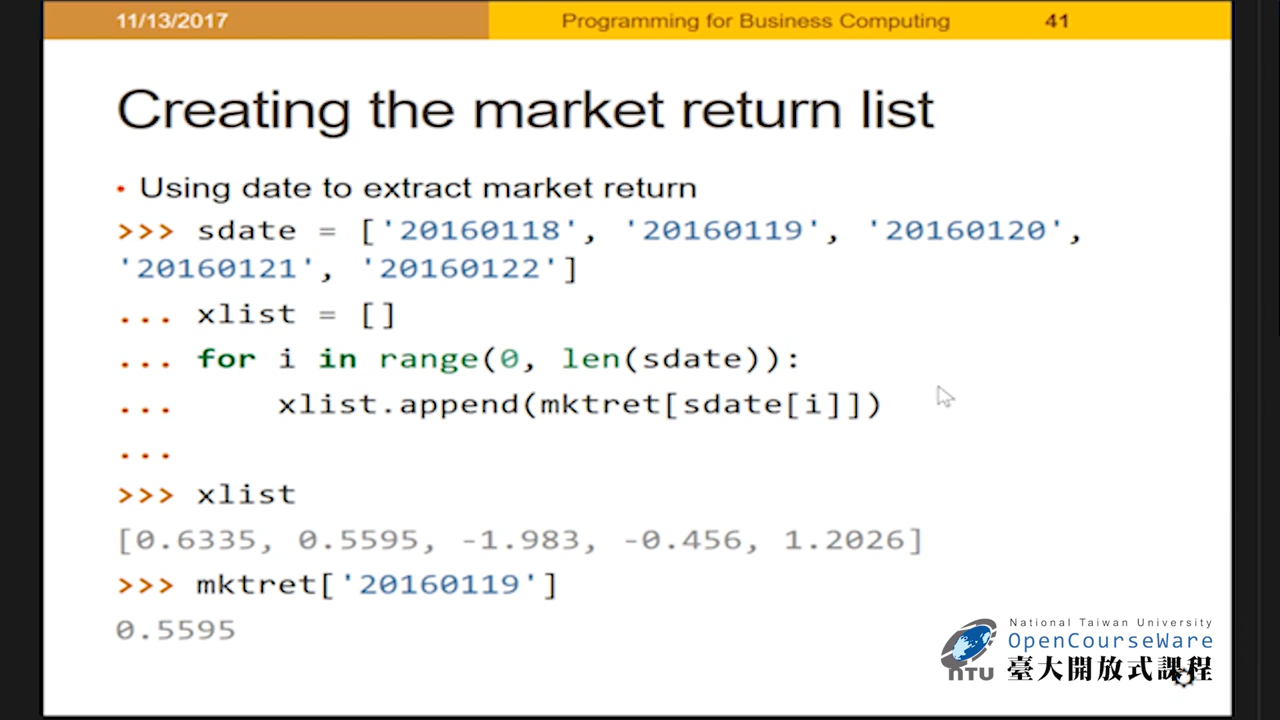 11/13/2017
Programming for Business Computing
41
Creating the market return list
• Using date to extract market return
>>> sdate = ['20160118', '20160119', '20160120',
'20160121', '20160122']
... xlist = []
... for i in range(0, len(sdate)):
...     xlist.append(mktret[sdate[i]])
...
>>> xlist
[0.6335, 0.5595, -1.983, -0.456, 1.2026]
>>> mktret['20160119']
0.5595
National Taiwan University
OpenCourseWare
NTU
臺大開放式課程